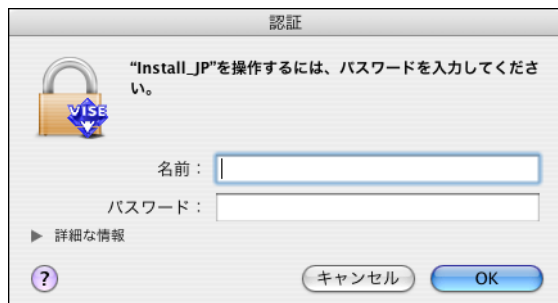 認証
“Install_JP”を操作するには、パスワードを入力してくださ
い。
VISE
名前：
パスワード：
▶ 詳細な情報
?
キャンセル
OK